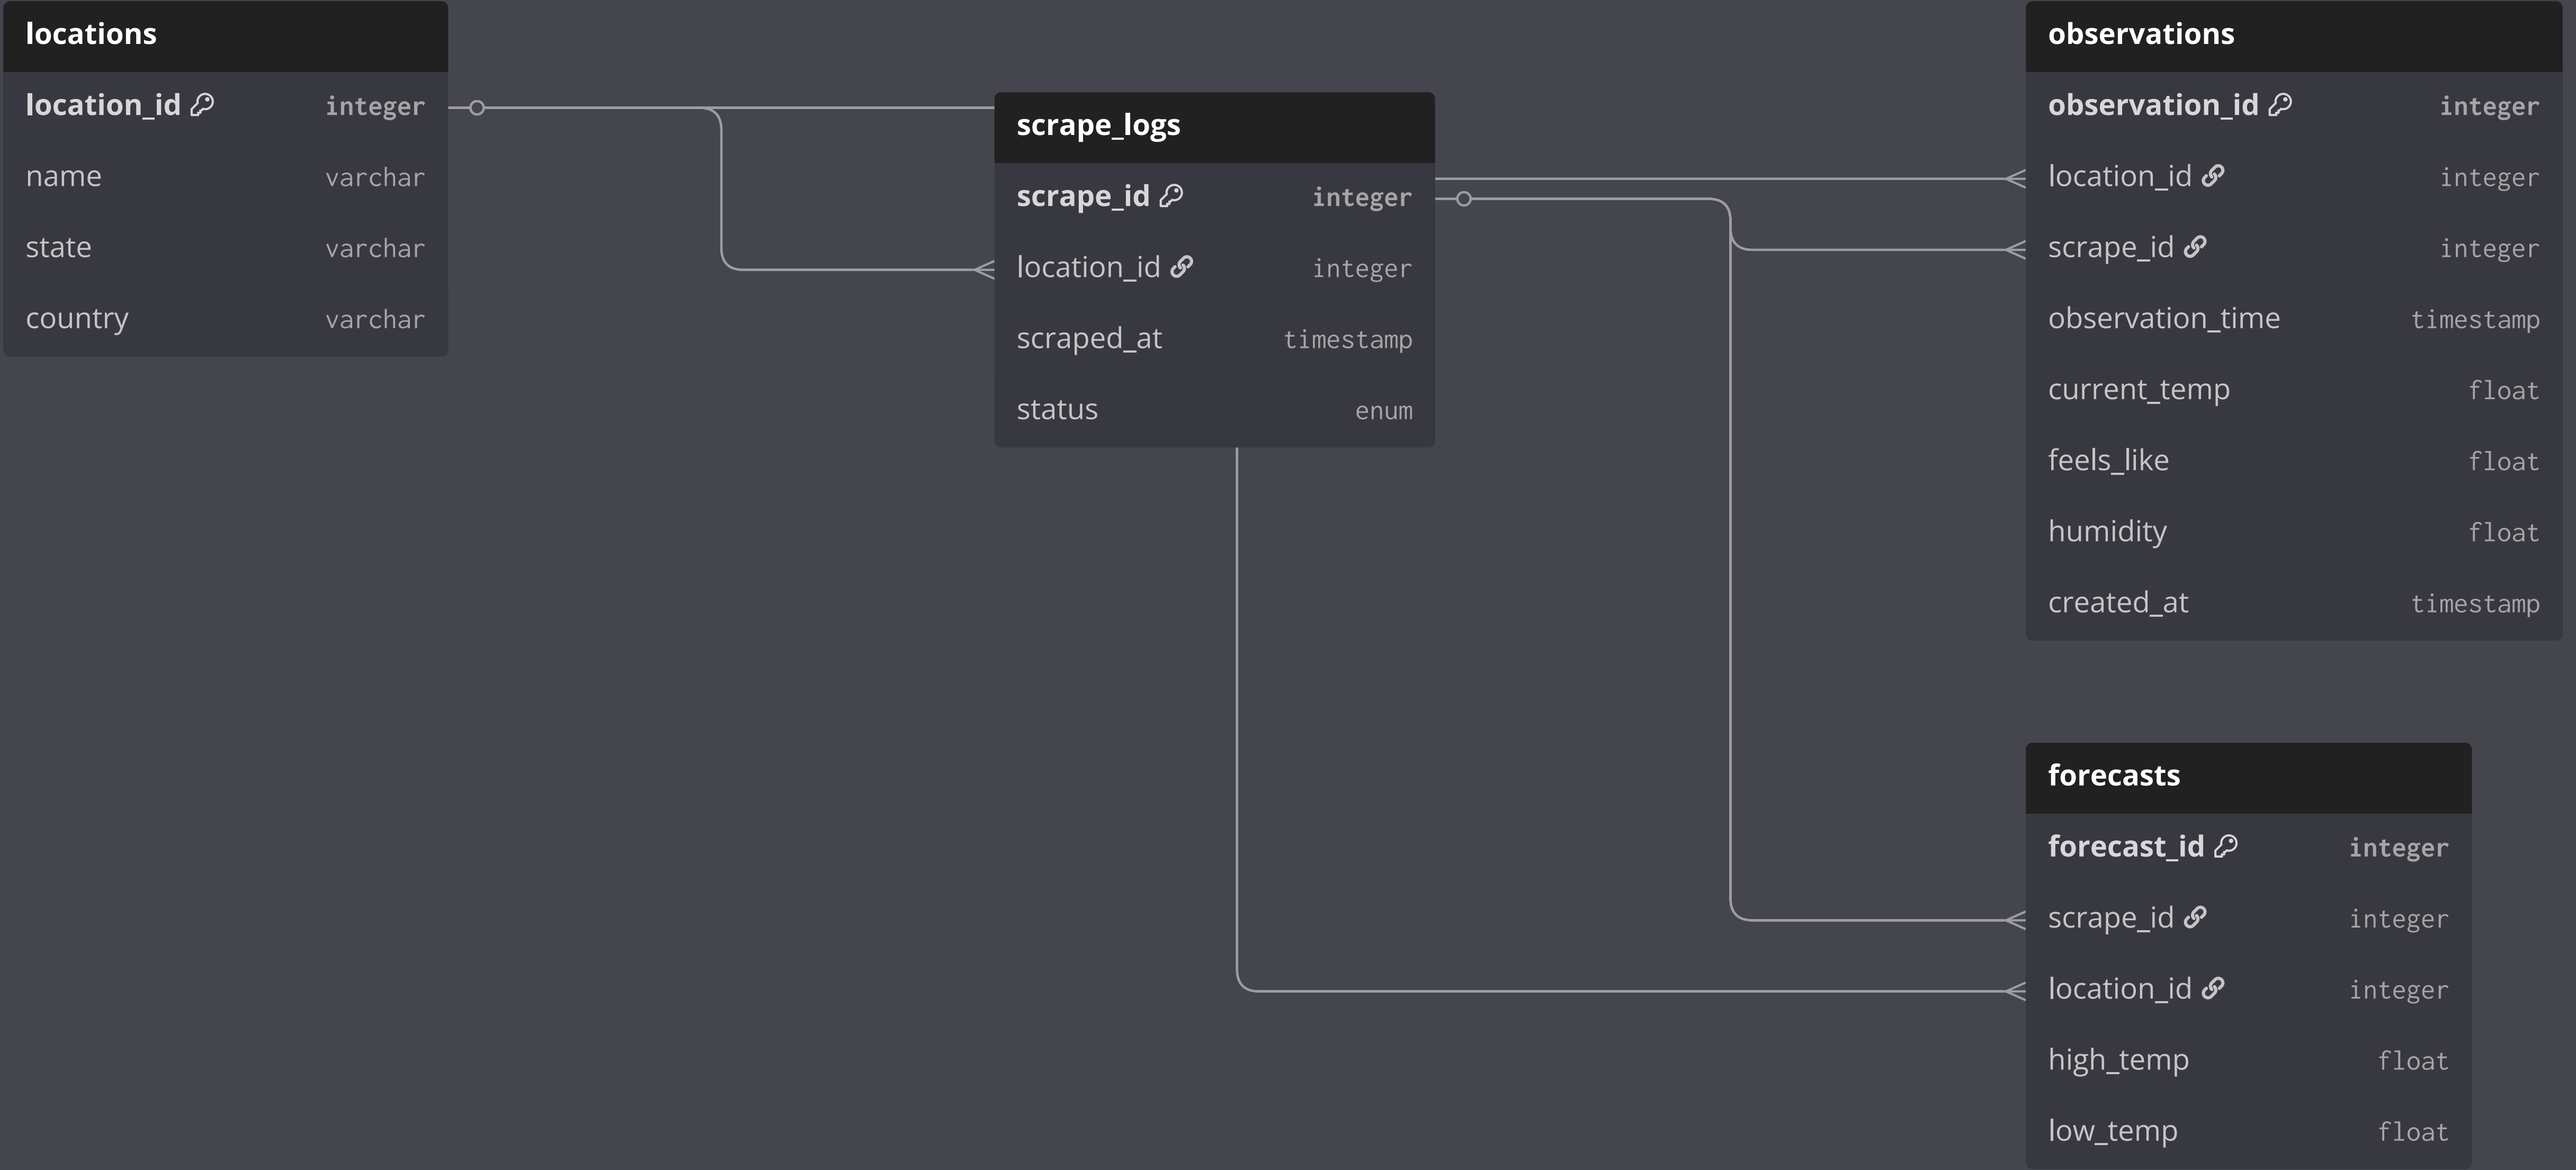 locations
location_id integer
name varchar
state varchar
country varchar
scrape_logs
scrape_id integer
location_id integer
scraped_at timestamp
status enum
observations
observation_id integer
location_id integer
scrape_id integer
observation_time timestamp
current_temp float
feels_like float
humidity float
created_at timestamp
forecasts
forecast_id integer
scrape_id integer
location_id integer
high_temp float
low_temp float